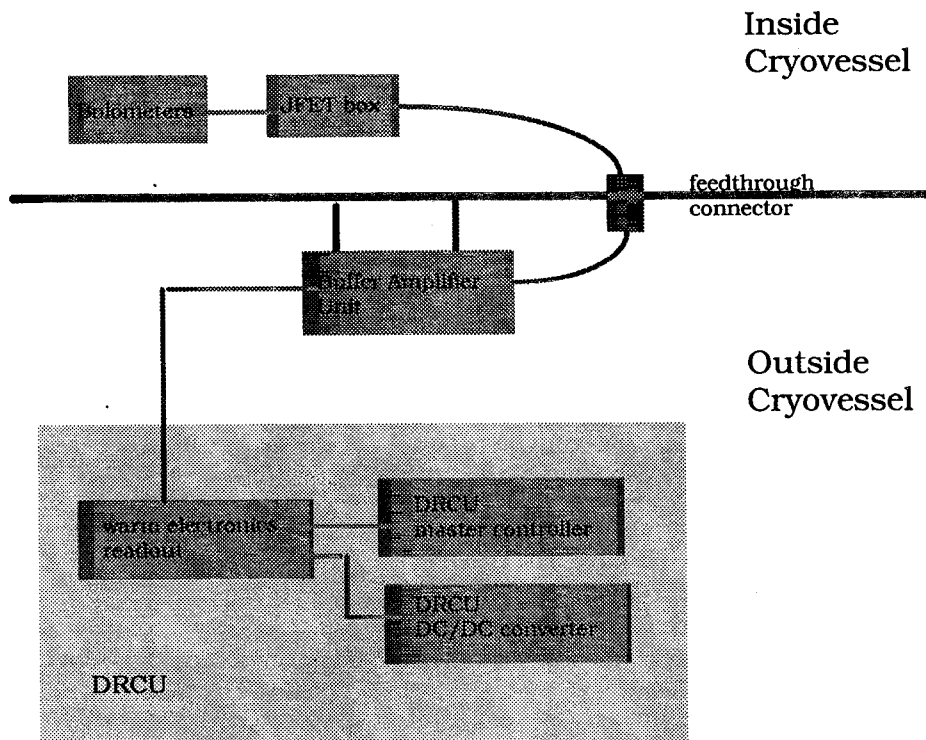 Inside
Cryovessel
Bolometers
JFET box
feedthrough
connector
Buffer Amplifier
Unit
Outside
Cryovessel
warm electronics
readout
DRCU
master controller
DRCU
DC/DC converter
DRCU